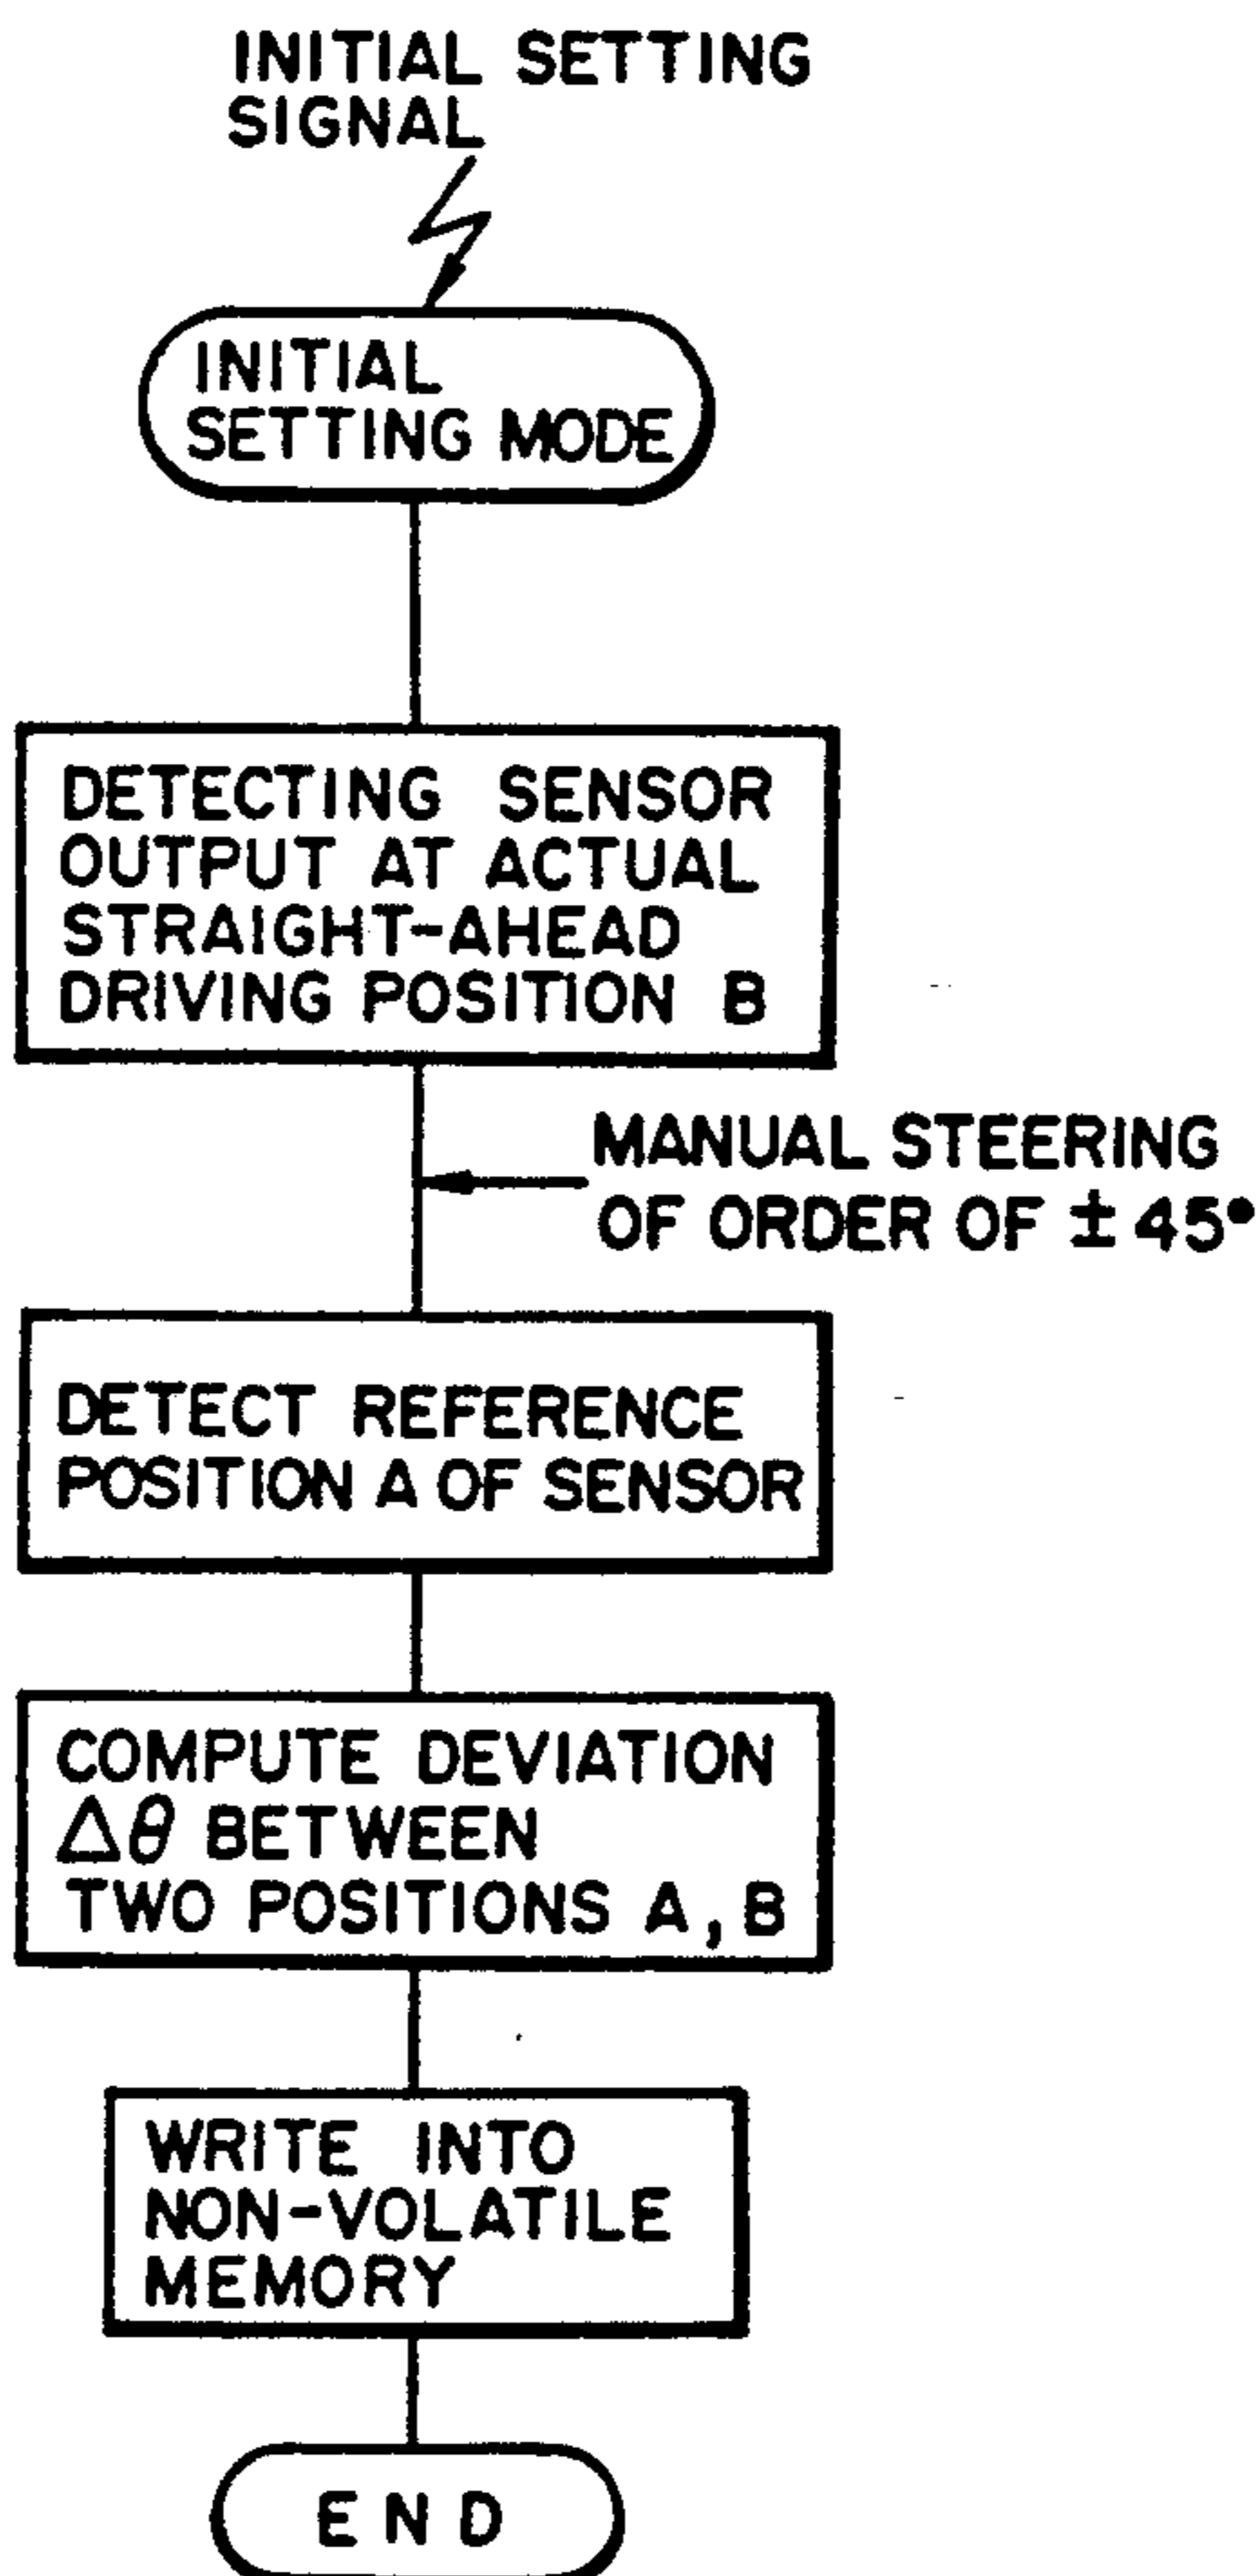 INITIAL SETTING
SIGNAL
INITIAL
SETTING MODE
DETECTING SENSOR
OUTPUT AT ACTUAL
STRAIGHT-AHEAD
DRIVING POSITION B
MANUAL STEERING
OF ORDER OF ± 45°
DETECT REFERENCE
POSITION A OF SENSOR
COMPUTE DEVIATION
Δθ BETWEEN
TWO POSITIONS A, B
WRITE INTO
NON-VOLATILE
MEMORY
END